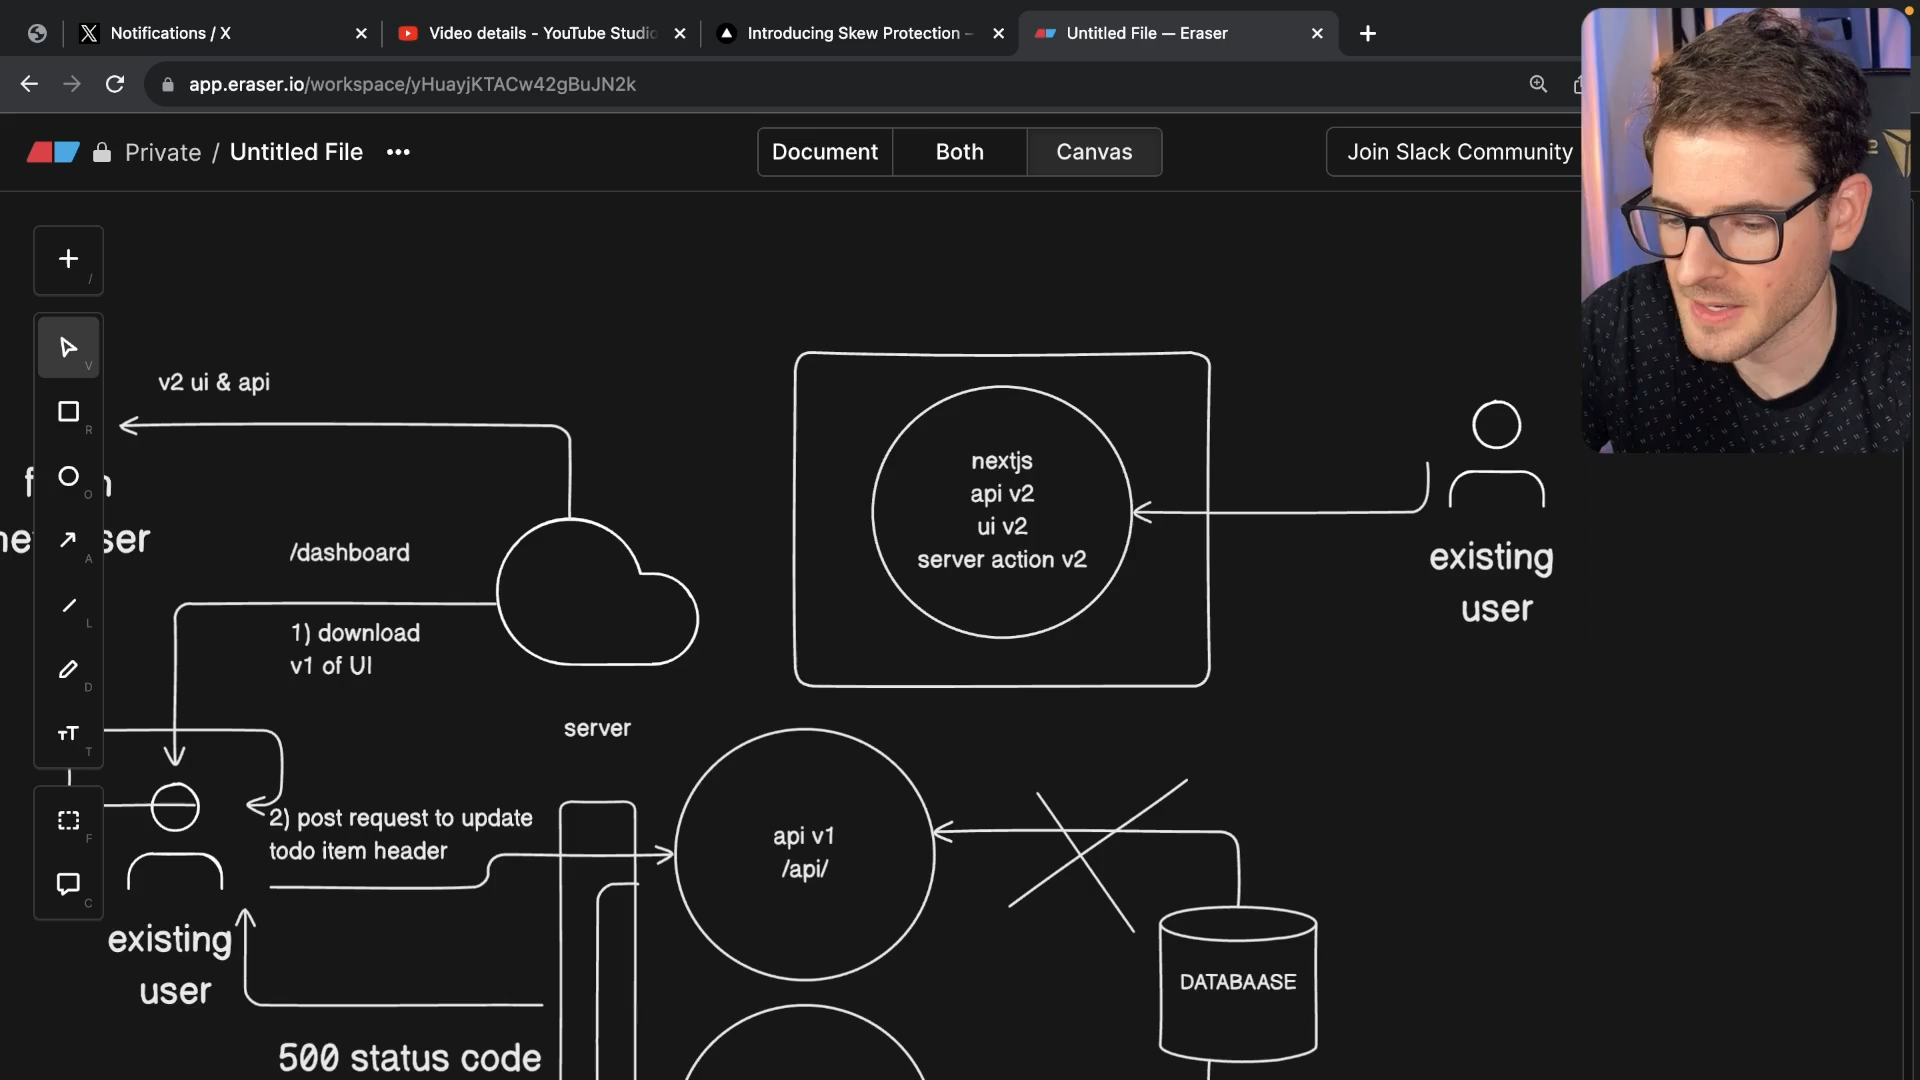 Notifications / X
Video details - YouTube Studio
Introducing Skew Protection –
Untitled File — Eraser
app.eraser.io/workspace/yHuayjKTACw42gBuJN2k
Private / Untitled File •••
Document
Both
Canvas
Join Slack Community
/
V
R
O
A
L
D
T
F
C
v2 ui & api
/dashboard
1) download
v1 of UI
server
nextjs
api v2
ui v2
server action v2
existing
user
2) post request to update
todo item header
api v1
/api/
existing
user
DATABAASE
500 status code